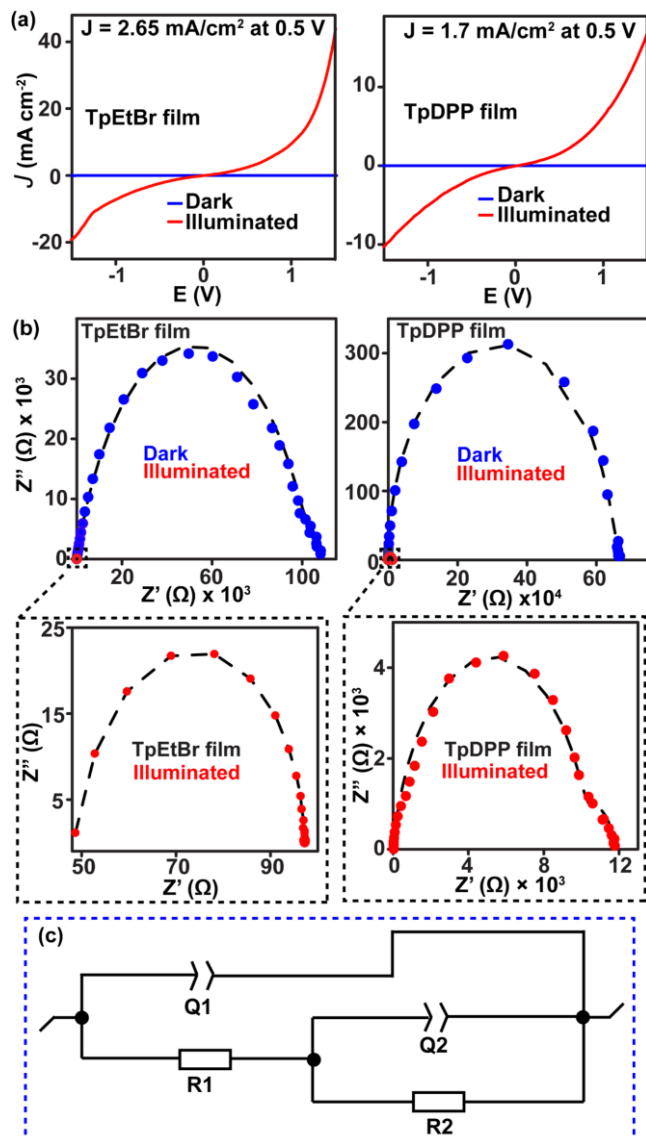 (a)
J = 2.65 mA/cm² at 0.5 V
J = 1.7 mA/cm² at 0.5 V
40
20
0
-20
J (mA cm⁻²)
TpEtBr film
Dark
Illuminated
-1 0 1
E (V)
10
0
-10
TpDPP film
Dark
Illuminated
-1 0 1
E (V)
(b)
TpEtBr film
30
20
10
0
Z'' (Ω) x 10³
Dark
Illuminated
20 60 100
Z' (Ω) x 10³
TpDPP film
300
200
100
0
Dark
Illuminated
0 20 40 60
Z' (Ω) x10⁴
25
15
5
Z'' (Ω)
TpEtBr film
Illuminated
50 70 90
Z' (Ω)
4
2
0
Z'' (Ω) × 10³
TpDPP film
Illuminated
0 4 8 12
Z' (Ω) × 10³
(c)
Q1
Q2
R1
R2